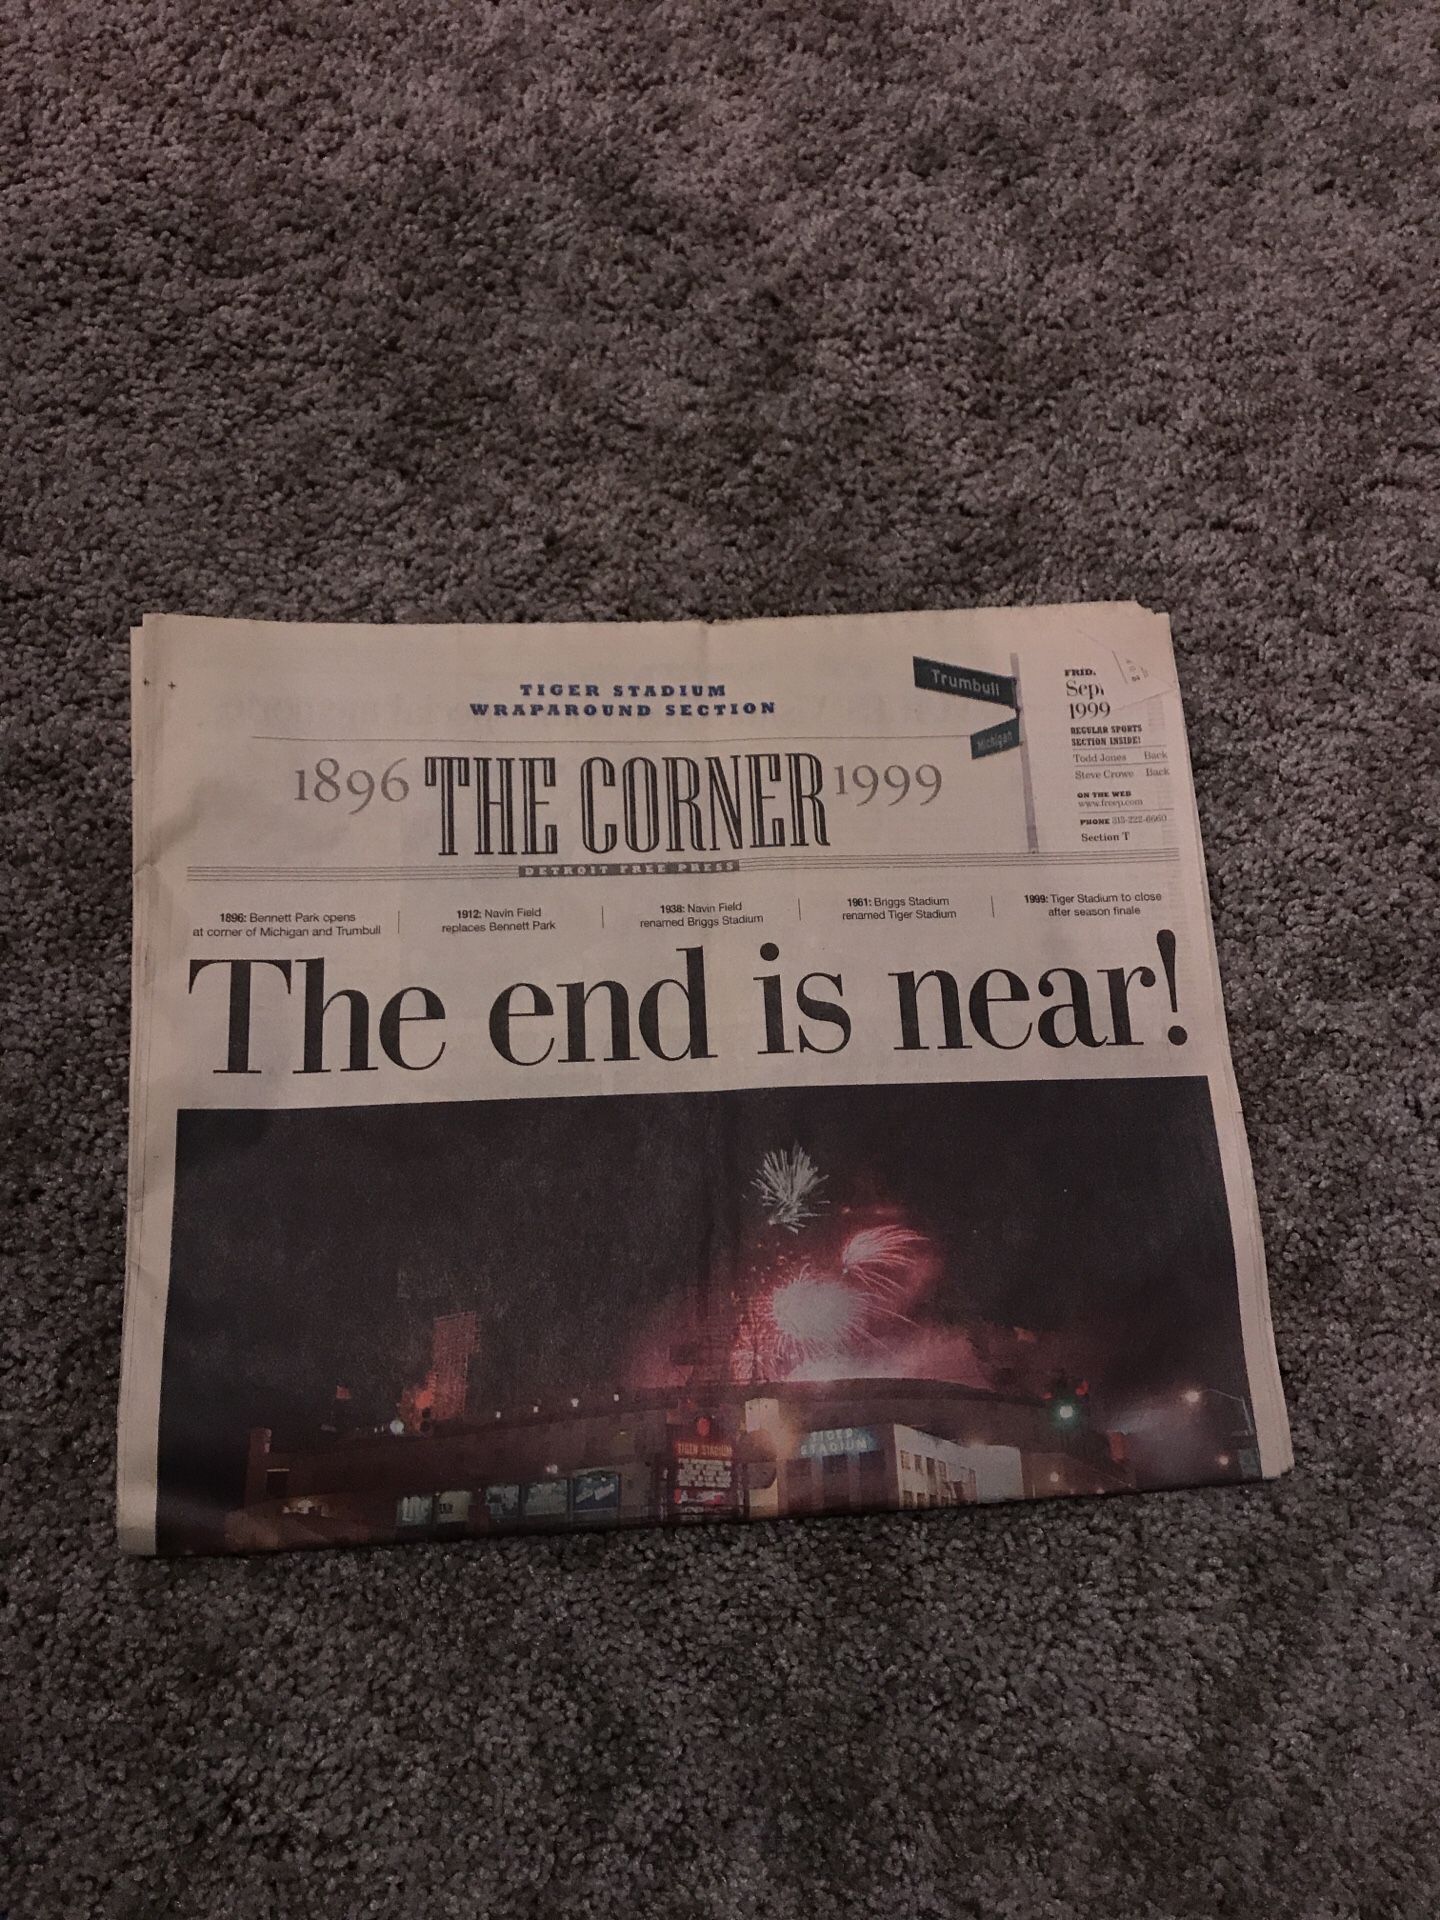 TIGER STADIUM
WRAPAROUND SECTION
1896 THE CORNER 1999
DETROIT FREE PRESS
Trumbull
Michigan
FRID.
1999
REGULAR SPORTS
SECTION INSIDE!
Todd Jones Back
Steve Crowe Back
ON THE WEB
www.freep.com
PHONE 313-222-6660
Section T
1896: Bennett Park opens
at corner of Michigan and Trumbull
1912: Navin Field
replaces Bennett Park
1938: Navin Field
renamed Briggs Stadium
1961: Briggs Stadium
renamed Tiger Stadium
1999: Tiger Stadium to close
after season finale
The end is near!
TIGER STADIUM
TIGER
STADIUM